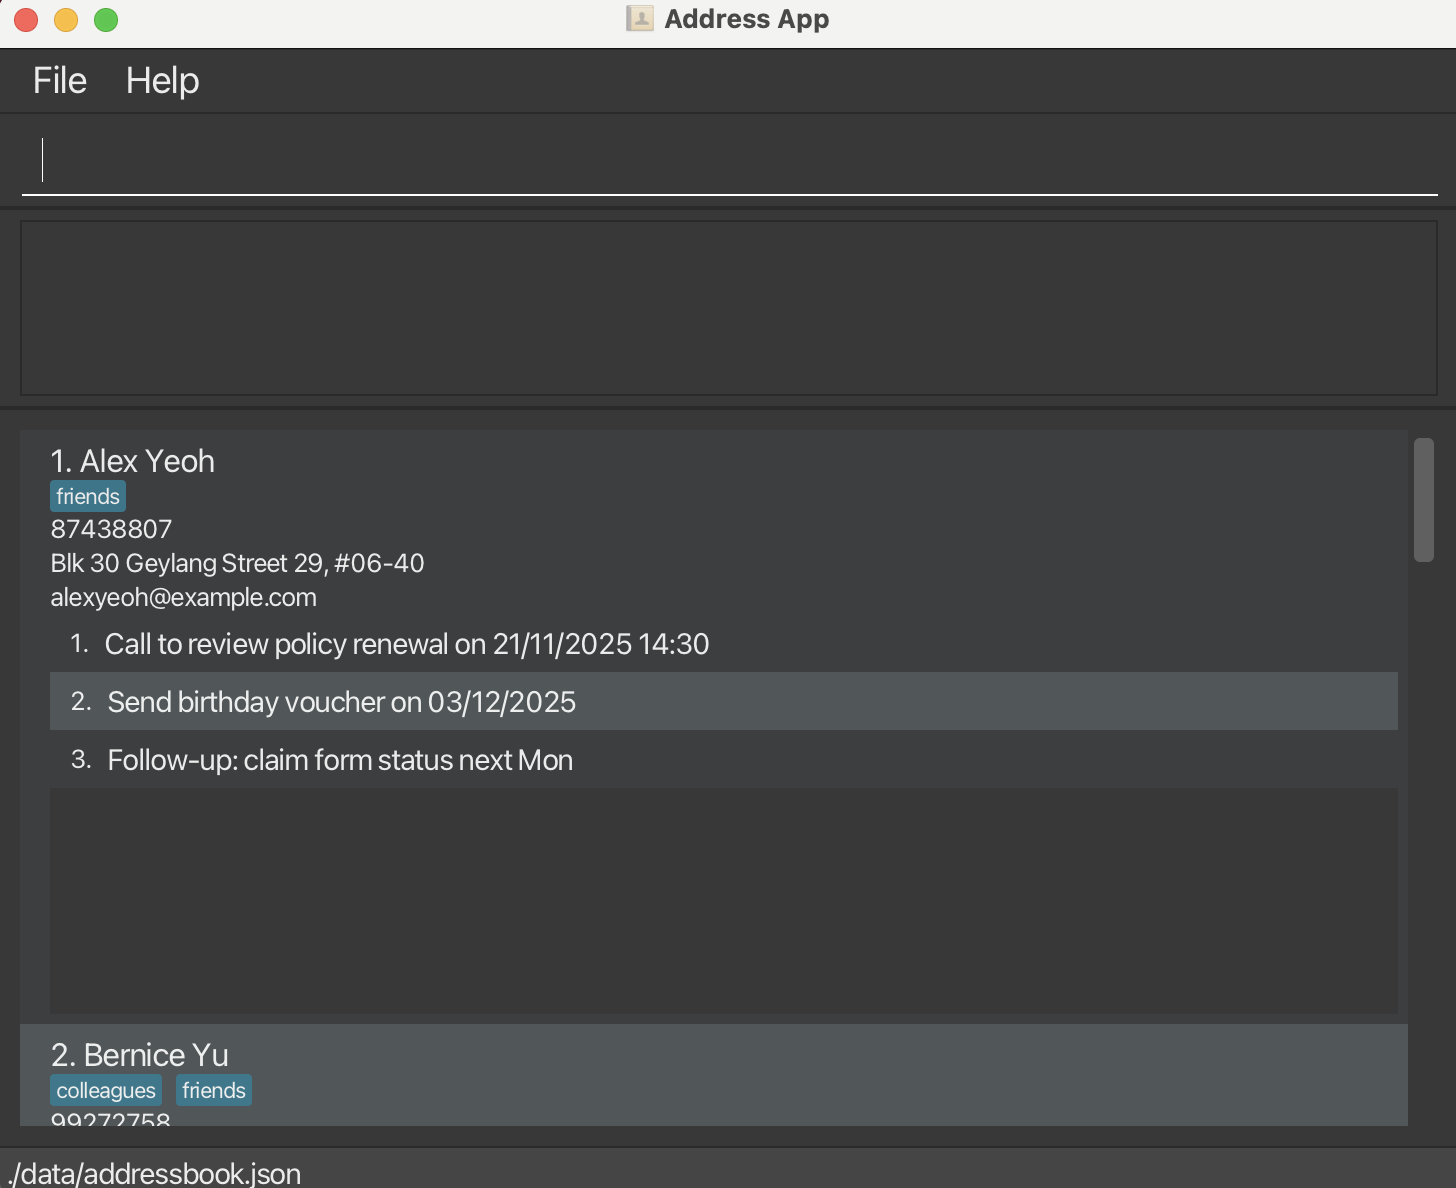 Address App
File Help
1. Alex Yeoh
friends
87438807
Blk 30 Geylang Street 29, #06-40
alexyeoh@example.com
1. Call to review policy renewal on 21/11/2025 14:30
2. Send birthday voucher on 03/12/2025
3. Follow-up: claim form status next Mon
2. Bernice Yu
colleagues friends
99272758
./data/addressbook.json